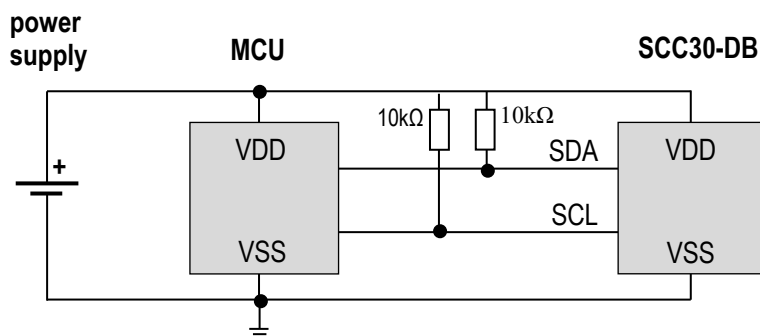 power
supply
MCU
SCC30-DB
+
10kΩ
10kΩ
VDD
SDA
VDD
SCL
VSS
VSS